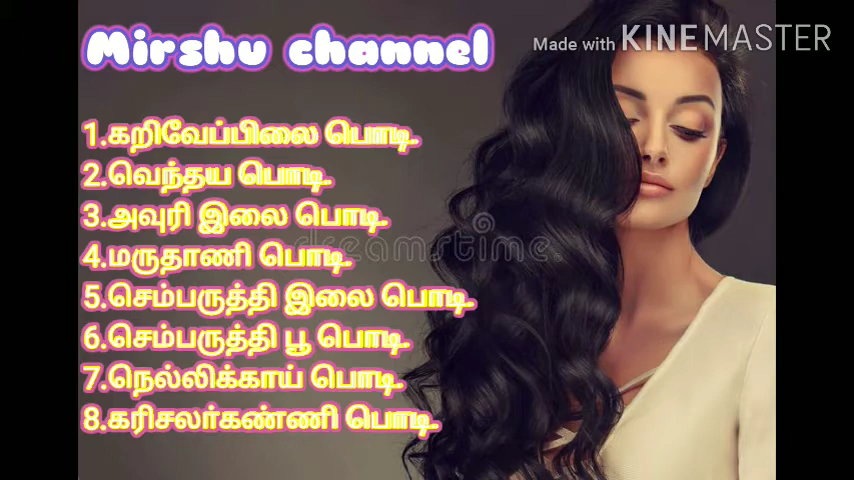 Mirshu channel
Made with KINEMASTER
1.கறிவேப்பிலை பொடி.
2.வெந்தய பொடி.
3.அவுரி இலை பொடி.
4.மருதாணி பொடி.
5.செம்பருத்தி இலை பொடி.
6.செம்பருத்தி பூ பொடி.
7.நெல்லிக்காய் பொடி.
8.கரிசலர்கண்ணி பொடி.
dreamstime